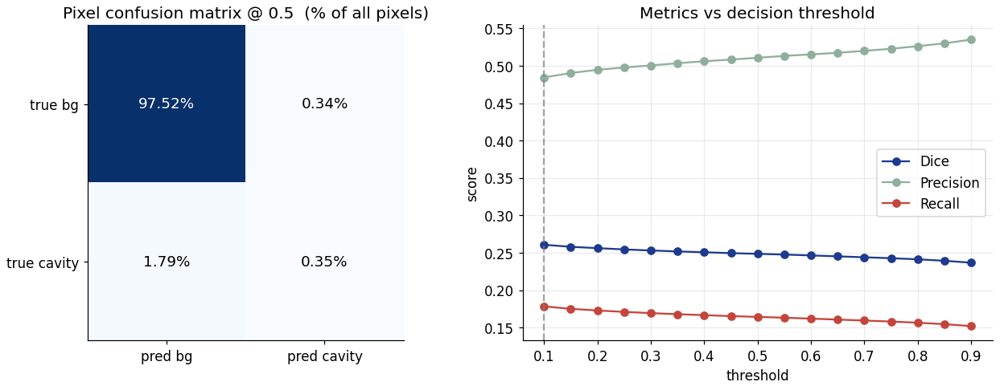 Pixel confusion matrix @ 0.5  (% of all pixels)
true bg
97.52%
0.34%
true cavity
1.79%
0.35%
pred bg
pred cavity
Metrics vs decision threshold
score
0.55
0.50
0.45
0.40
0.35
0.30
0.25
0.20
0.15
Dice
Precision
Recall
0.1 0.2 0.3 0.4 0.5 0.6 0.7 0.8 0.9
threshold